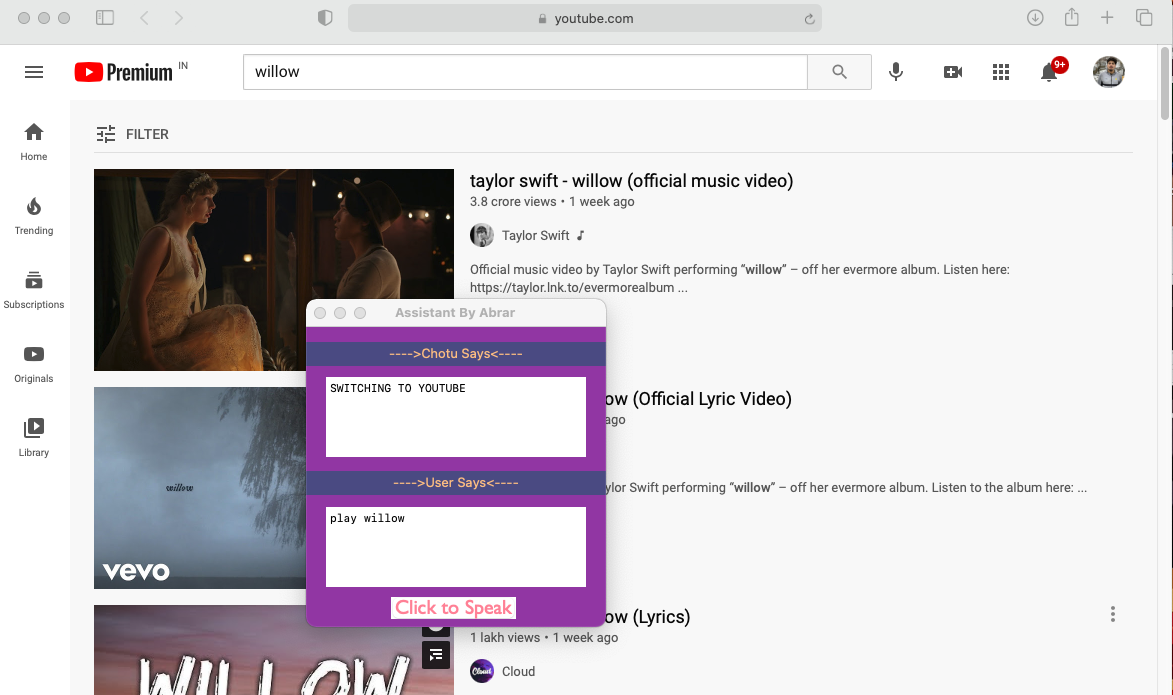 youtube.com
Premium IN
willow
9+
FILTER
Home
Trending
Subscriptions
Originals
Library
taylor swift - willow (official music video)
3.8 crore views • 1 week ago
Taylor Swift
Official music video by Taylor Swift performing “willow” – off her evermore album. Listen here:
https://taylor.lnk.to/evermorealbum ...
Assistant By Abrar
---->Chotu Says<----
SWITCHING TO YOUTUBE
---->User Says<----
play willow
Click to Speak
willow
vevo
ow (Official Lyric Video)
ago
ylor Swift performing “willow” – off her evermore album. Listen to the album here: ...
WILLOW
ow (Lyrics)
1 lakh views • 1 week ago
Cloud
Cloud